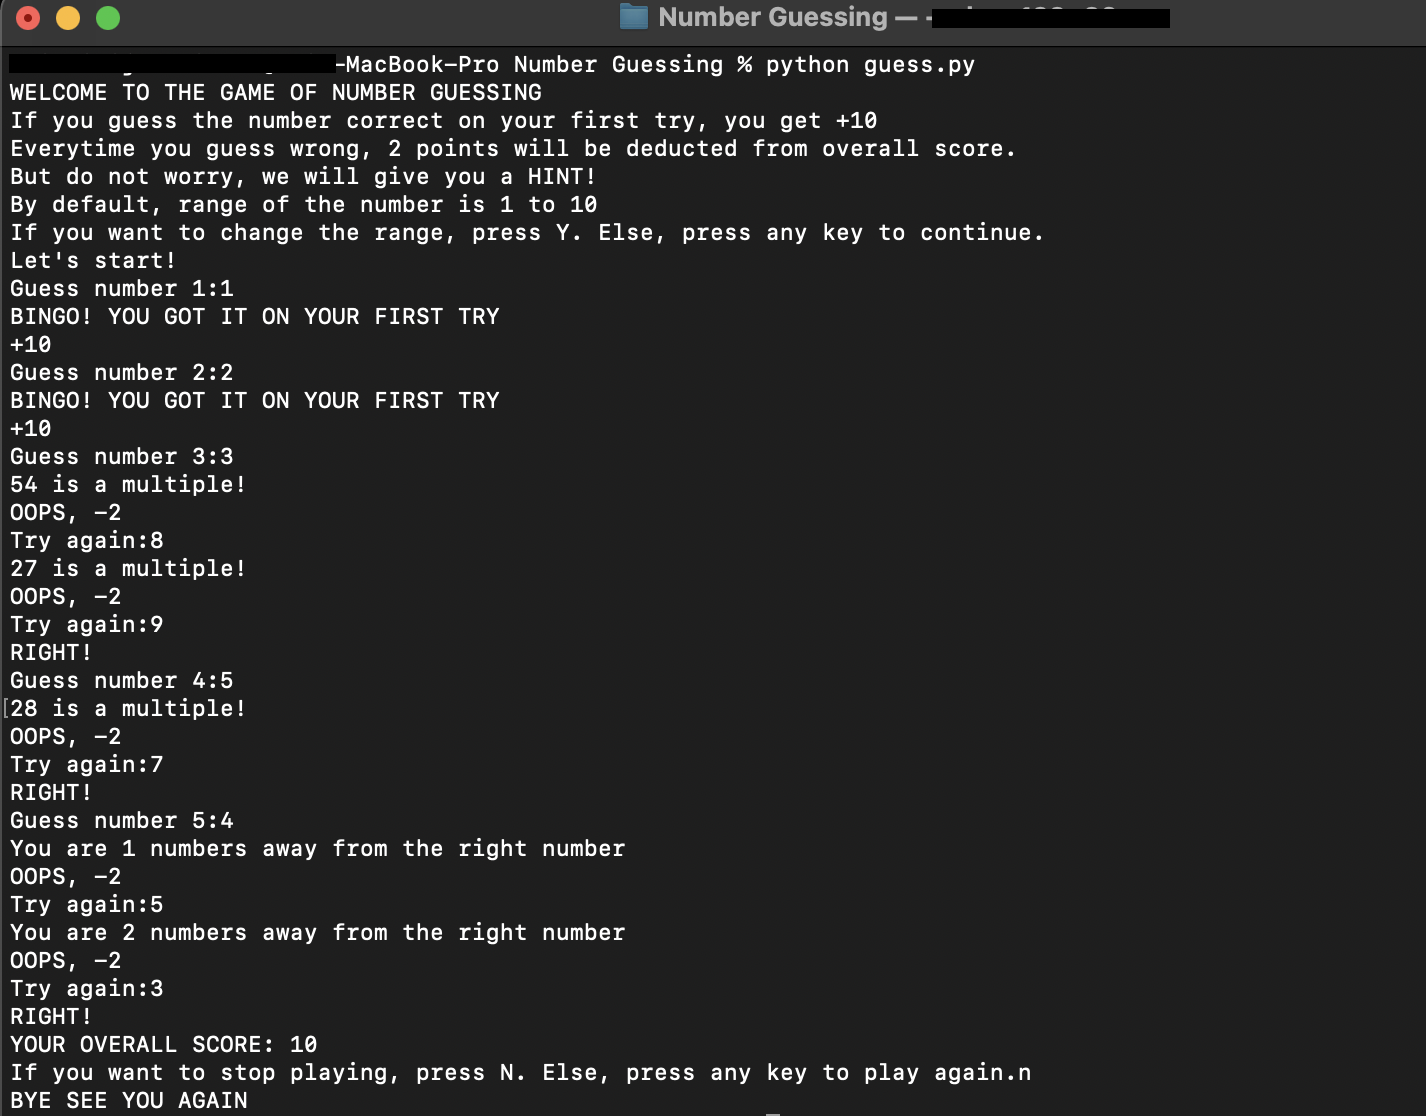 Number Guessing —
-MacBook-Pro Number Guessing % python guess.py
WELCOME TO THE GAME OF NUMBER GUESSING
If you guess the number correct on your first try, you get +10
Everytime you guess wrong, 2 points will be deducted from overall score.
But do not worry, we will give you a HINT!
By default, range of the number is 1 to 10
If you want to change the range, press Y. Else, press any key to continue.
Let's start!
Guess number 1:1
BINGO! YOU GOT IT ON YOUR FIRST TRY
+10
Guess number 2:2
BINGO! YOU GOT IT ON YOUR FIRST TRY
+10
Guess number 3:3
54 is a multiple!
OOPS, -2
Try again:8
27 is a multiple!
OOPS, -2
Try again:9
RIGHT!
Guess number 4:5
[28 is a multiple!
OOPS, -2
Try again:7
RIGHT!
Guess number 5:4
You are 1 numbers away from the right number
OOPS, -2
Try again:5
You are 2 numbers away from the right number
OOPS, -2
Try again:3
RIGHT!
YOUR OVERALL SCORE: 10
If you want to stop playing, press N. Else, press any key to play again.n
BYE SEE YOU AGAIN